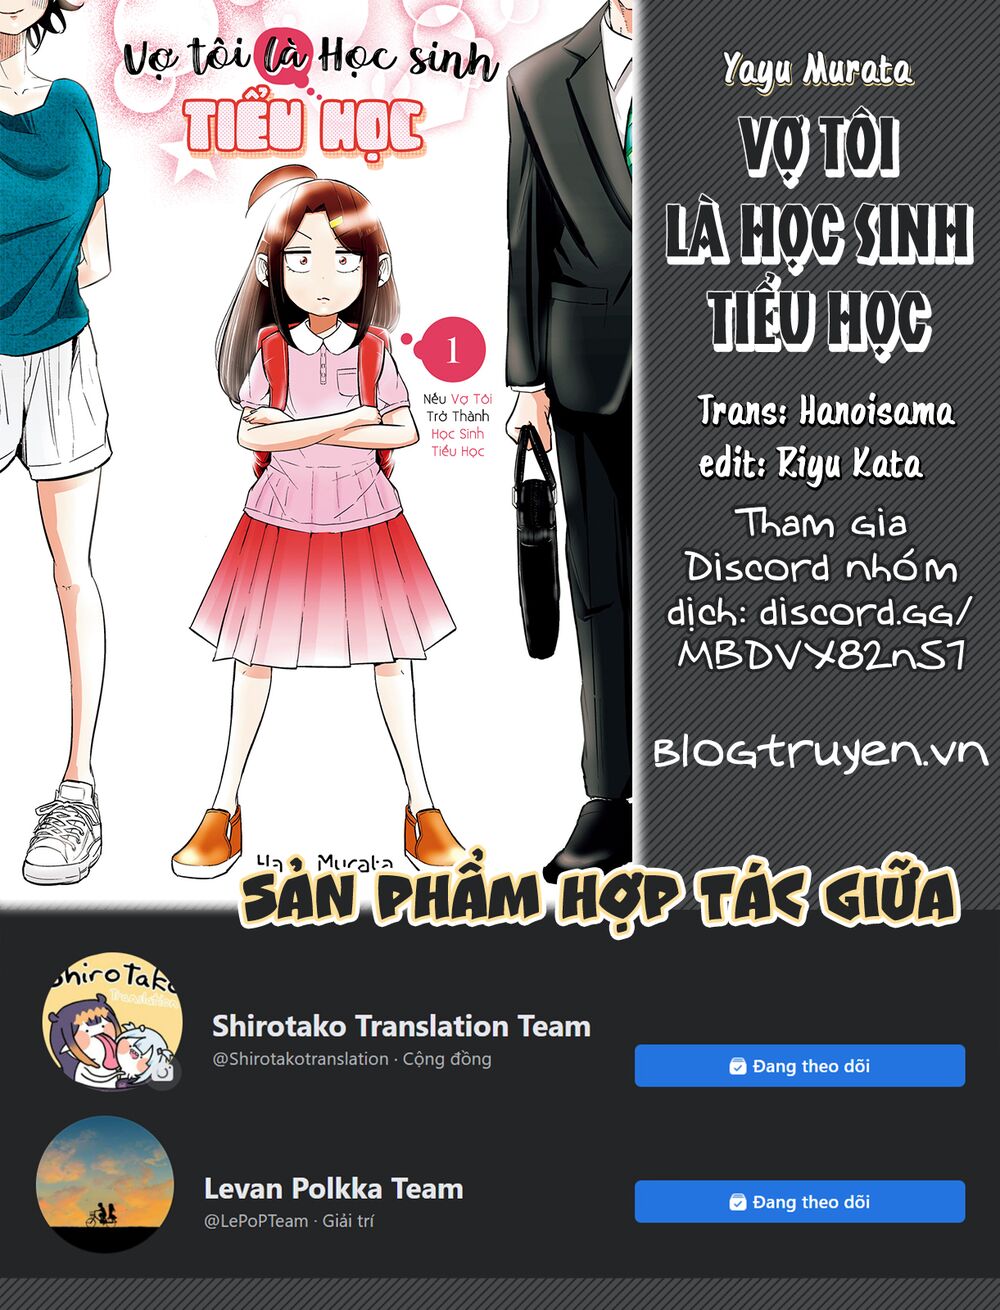 Vợ tôi là Học sinh
TIỂU HỌC
1
Nếu Vợ Tôi
Trở Thành
Học Sinh
Tiểu Học
Yayu Murata
VỢ TÔI
LÀ HỌC SINH
TIỂU HỌC
Trans: Hanoisama
edit: Riyu Kata
Tham gia
Discord nhóm
dịch: discord.gg/
MBDVX82nS7
Blogtruyen.vn
Murata
SẢN PHẨM HỢP TÁC GIỮA
ShiroTako
Translation
Shirotako Translation Team
@Shirotakotranslation · Cộng đồng
Đang theo dõi
Levan Polkka Team
@LePoPTeam · Giải trí
Đang theo dõi